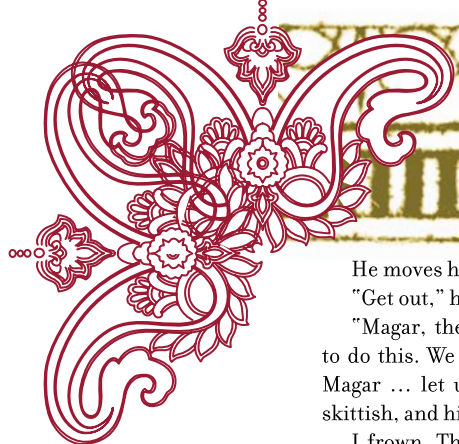 He moves h
"Get out," h
"Magar, the
to do this. We
Magar … let u
skittish, and hi
I frown. Th